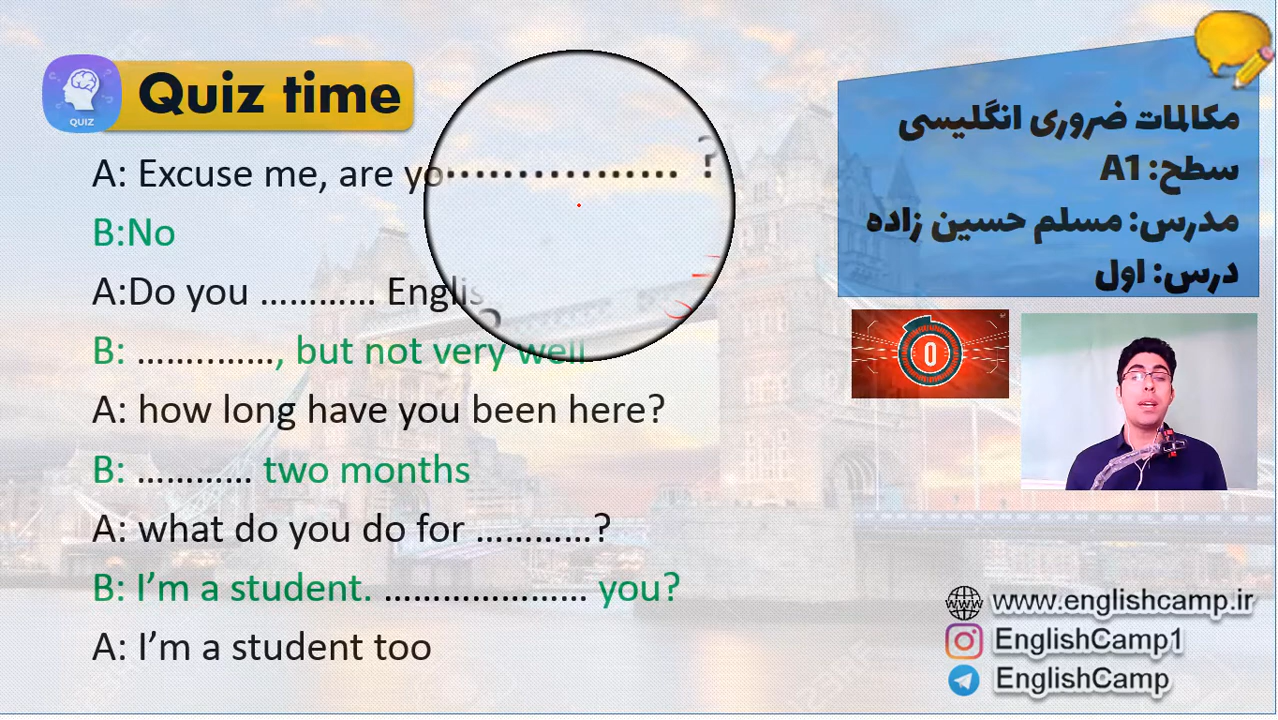 Quiz time
QUIZ
A: Excuse me, are yo ............... ?
B:No
A:Do you ………… Englis
B: …………, but not very well
A: how long have you been here?
B: ………… two months
A: what do you do for …………?
B: I’m a student. ………………… you?
A: I’m a student too
مکالمات ضروری انگلیسی
سطح: A1
مدرس: مسلم حسین زاده
درس: اول
0
www.englishcamp.ir
EnglishCamp1
EnglishCamp